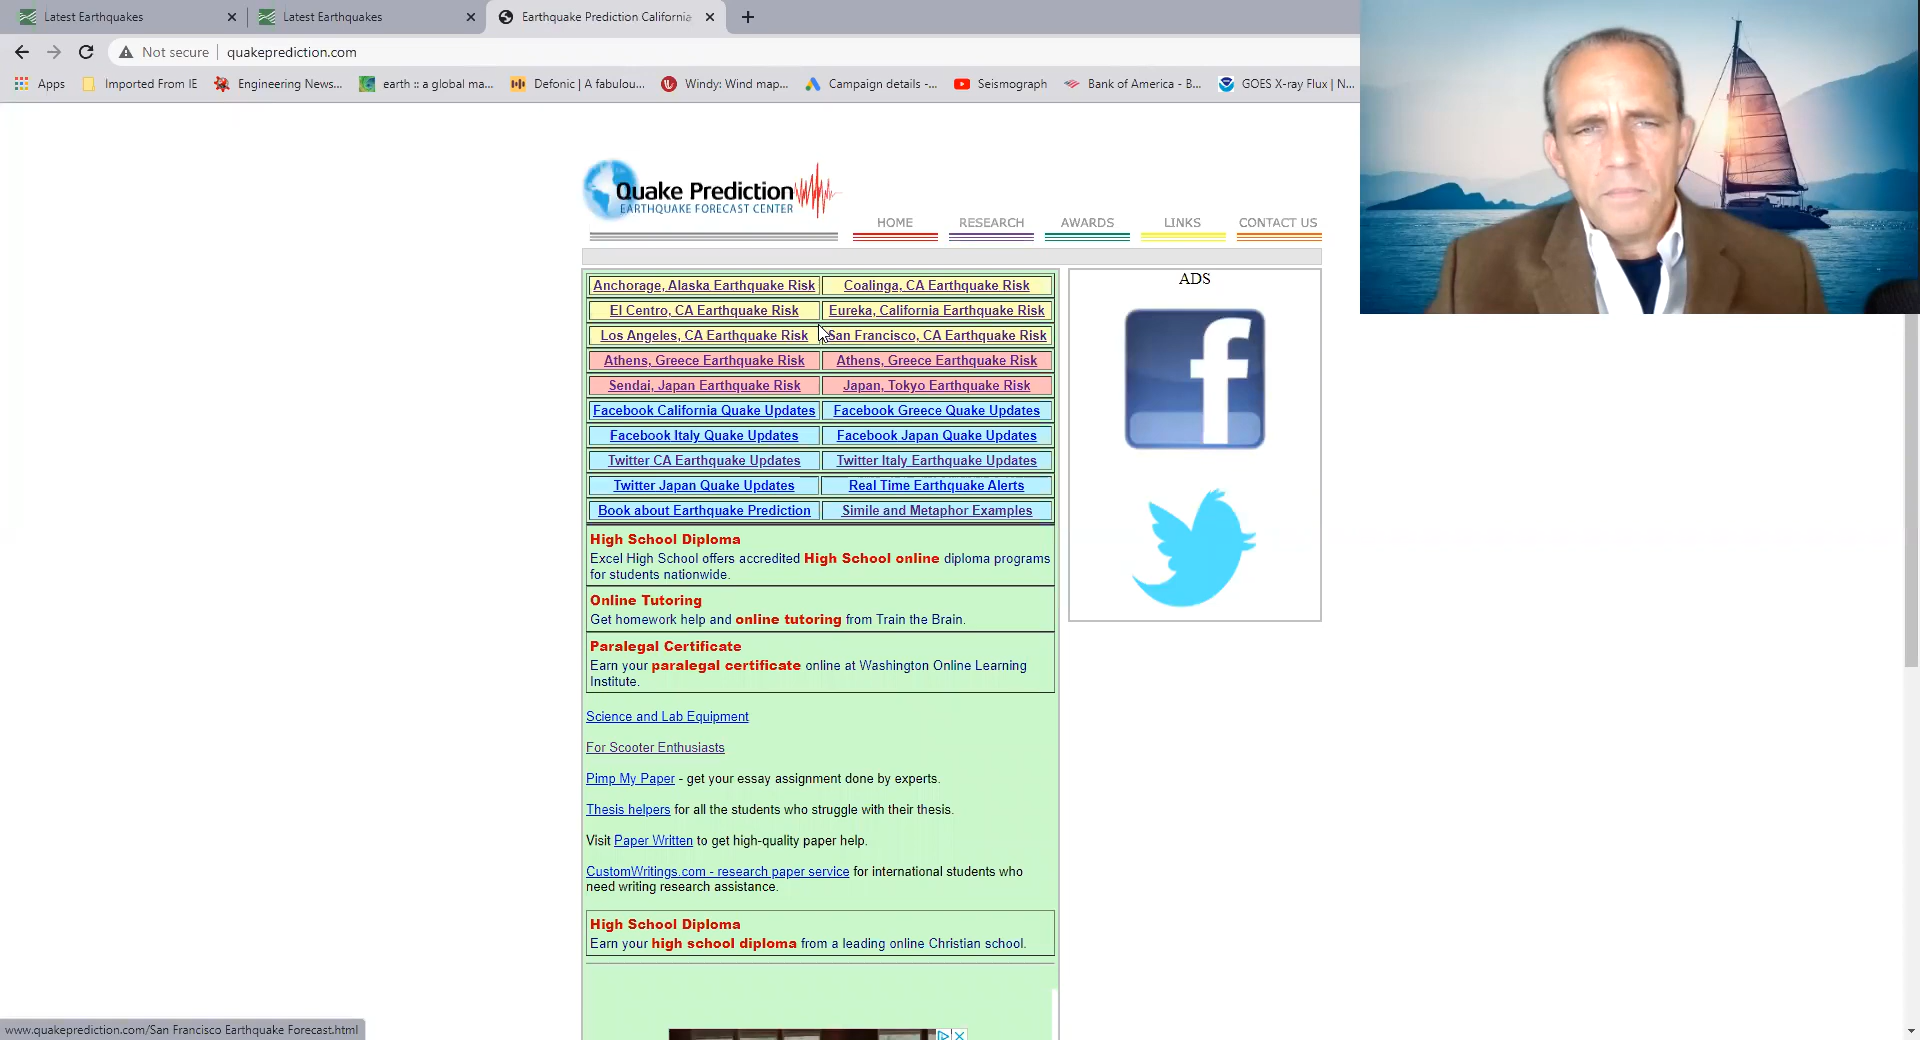 Latest Earthquakes
Latest Earthquakes
Earthquake Prediction California
Not secure
quakeprediction.com
Apps
Imported From IE
Engineering News...
earth :: a global ma...
Defonic | A fabulou...
Windy: Wind map...
Campaign details -...
Seismograph
Bank of America - B...
GOES X-ray Flux | N...
Quake Prediction
EARTHQUAKE FORECAST CENTER
HOME
RESEARCH
AWARDS
LINKS
CONTACT US
Anchorage, Alaska Earthquake Risk
Coalinga, CA Earthquake Risk
El Centro, CA Earthquake Risk
Eureka, California Earthquake Risk
Los Angeles, CA Earthquake Risk
San Francisco, CA Earthquake Risk
Athens, Greece Earthquake Risk
Athens, Greece Earthquake Risk
Sendai, Japan Earthquake Risk
Japan, Tokyo Earthquake Risk
Facebook California Quake Updates
Facebook Greece Quake Updates
Facebook Italy Quake Updates
Facebook Japan Quake Updates
Twitter CA Earthquake Updates
Twitter Italy Earthquake Updates
Twitter Japan Quake Updates
Real Time Earthquake Alerts
Book about Earthquake Prediction
Simile and Metaphor Examples
ADS
High School Diploma
Excel High School offers accredited High School online diploma programs
for students nationwide.
Online Tutoring
Get homework help and online tutoring from Train the Brain.
Paralegal Certificate
Earn your paralegal certificate online at Washington Online Learning
Institute.
Science and Lab Equipment
For Scooter Enthusiasts
Pimp My Paper - get your essay assignment done by experts.
Thesis helpers for all the students who struggle with their thesis.
Visit Paper Written to get high-quality paper help.
CustomWritings.com - research paper service for international students who
need writing research assistance.
High School Diploma
Earn your high school diploma from a leading online Christian school.
www.quakeprediction.com/San Francisco Earthquake Forecast.html